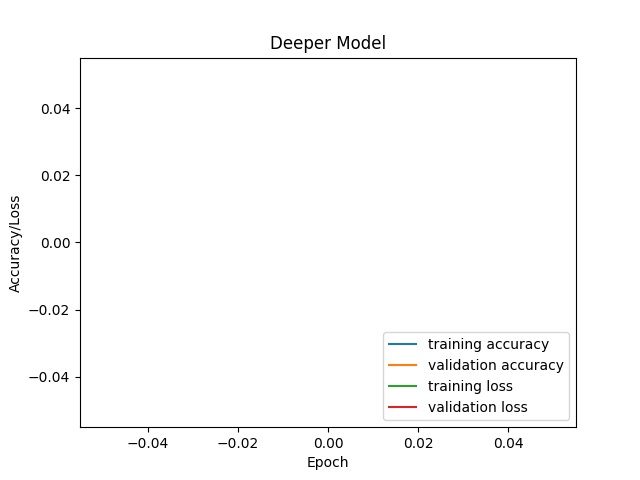 Deeper Model
0.04
0.02
0.00
−0.02
−0.04
Accuracy/Loss
training accuracy
validation accuracy
training loss
validation loss
−0.04 −0.02 0.00 0.02 0.04
Epoch